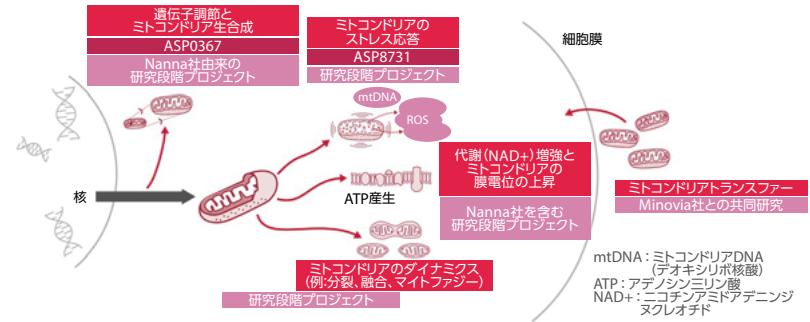 遺伝子調節と
ミトコンドリア生合成
ASP0367
Nanna社由来の
研究段階プロジェクト
ミトコンドリアの
ストレス応答
ASP8731
研究段階プロジェクト
細胞膜
mtDNA
ROS
核
ATP産生
代謝(NAD+)増強と
ミトコンドリアの
膜電位の上昇
Nanna社を含む
研究段階プロジェクト
ミトコンドリアトランスファー
Minovia社との共同研究
ミトコンドリアのダイナミクス
(例:分裂、融合、マイトファジー)
研究段階プロジェクト
mtDNA:ミトコンドリアDNA
(デオキシリボ核酸)
ATP:アデノシン三リン酸
NAD+:ニコチンアミドアデニンジ
ヌクレオチド